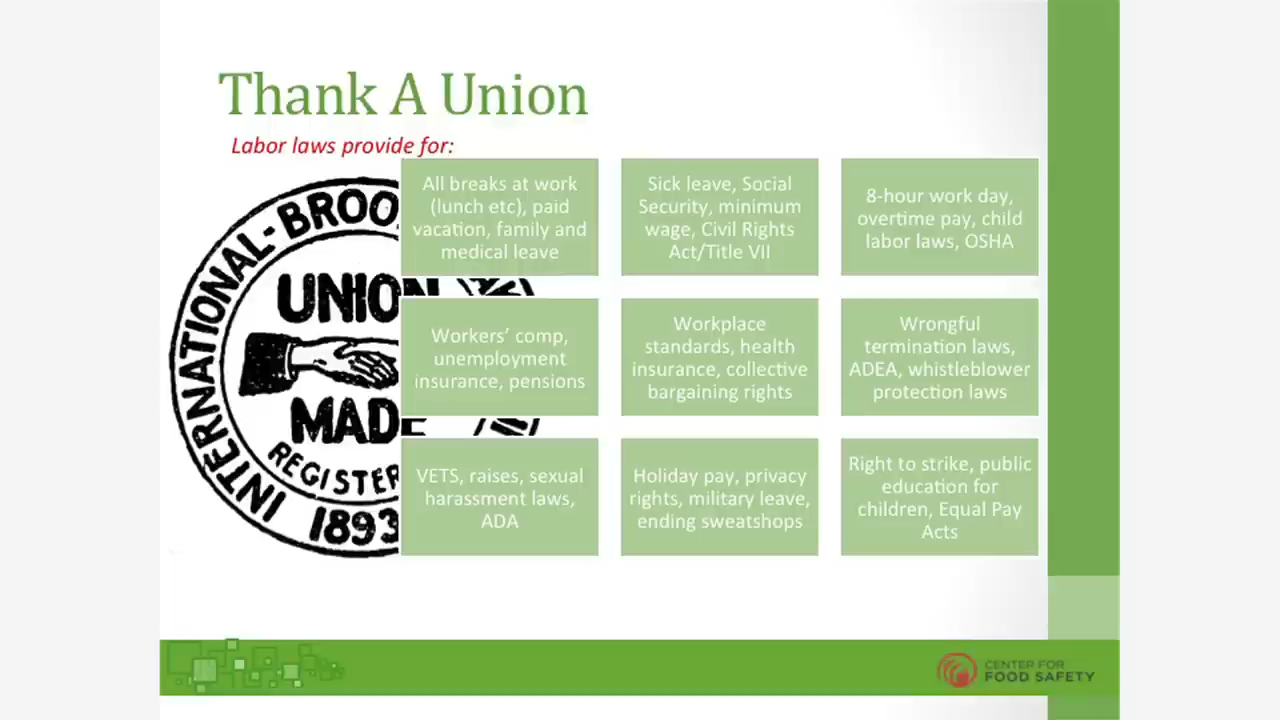 Thank A Union
Labor laws provide for:
All breaks at work
(lunch etc), paid
vacation, family and
medical leave
Sick leave, Social
Security, minimum
wage, Civil Rights
Act/Title VII
8-hour work day,
overtime pay, child
labor laws, OSHA
Workers’ comp,
unemployment
insurance, pensions
Workplace
standards, health
insurance, collective
bargaining rights
Wrongful
termination laws,
ADEA, whistleblower
protection laws
VETS, raises, sexual
harassment laws,
ADA
Holiday pay, privacy
rights, military leave,
ending sweatshops
Right to strike, public
education for
children, Equal Pay
Acts
INTERNATIONAL-BROO
UNION
MADE
REGISTER
1893
CENTER FOR
FOOD SAFETY